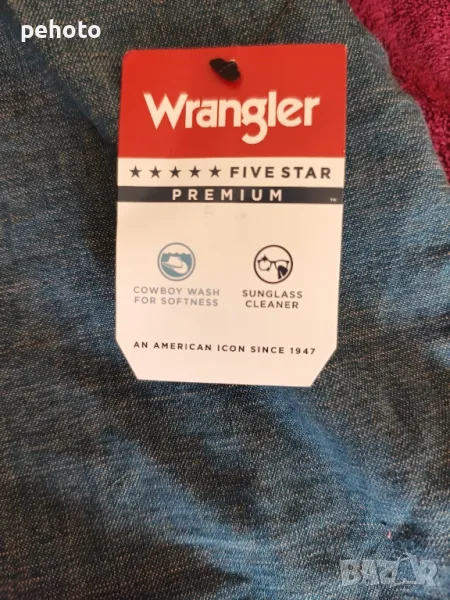 pehoto
Wrangler
★★★★★ FIVE STAR
PREMIUM ™
COWBOY WASH
FOR SOFTNESS
SUNGLASS
CLEANER
AN AMERICAN ICON SINCE 1947
BAZAR